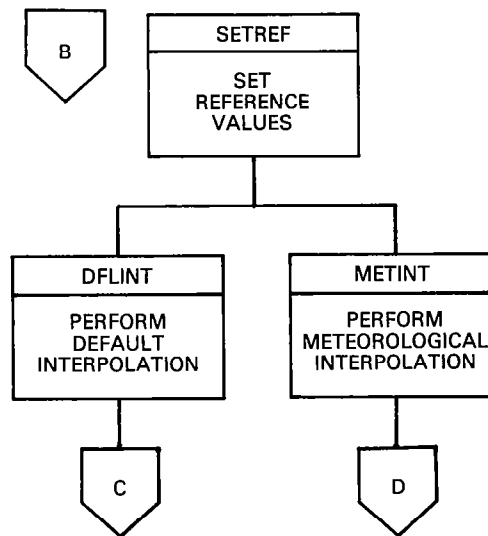 B
SETREF
SET
REFERENCE
VALUES
DFLINT
PERFORM
DEFAULT
INTERPOLATION
METINT
PERFORM
METEOROLOGICAL
INTERPOLATION
C
D